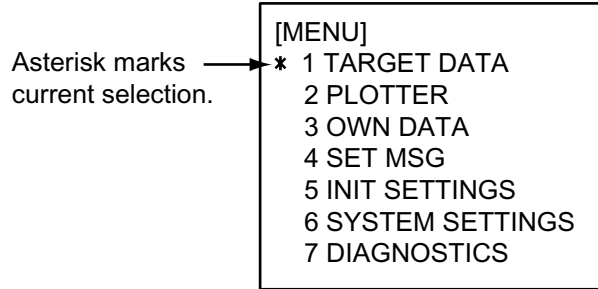 Asterisk marks
current selection.
[MENU]
* 1 TARGET DATA
2 PLOTTER
3 OWN DATA
4 SET MSG
5 INIT SETTINGS
6 SYSTEM SETTINGS
7 DIAGNOSTICS